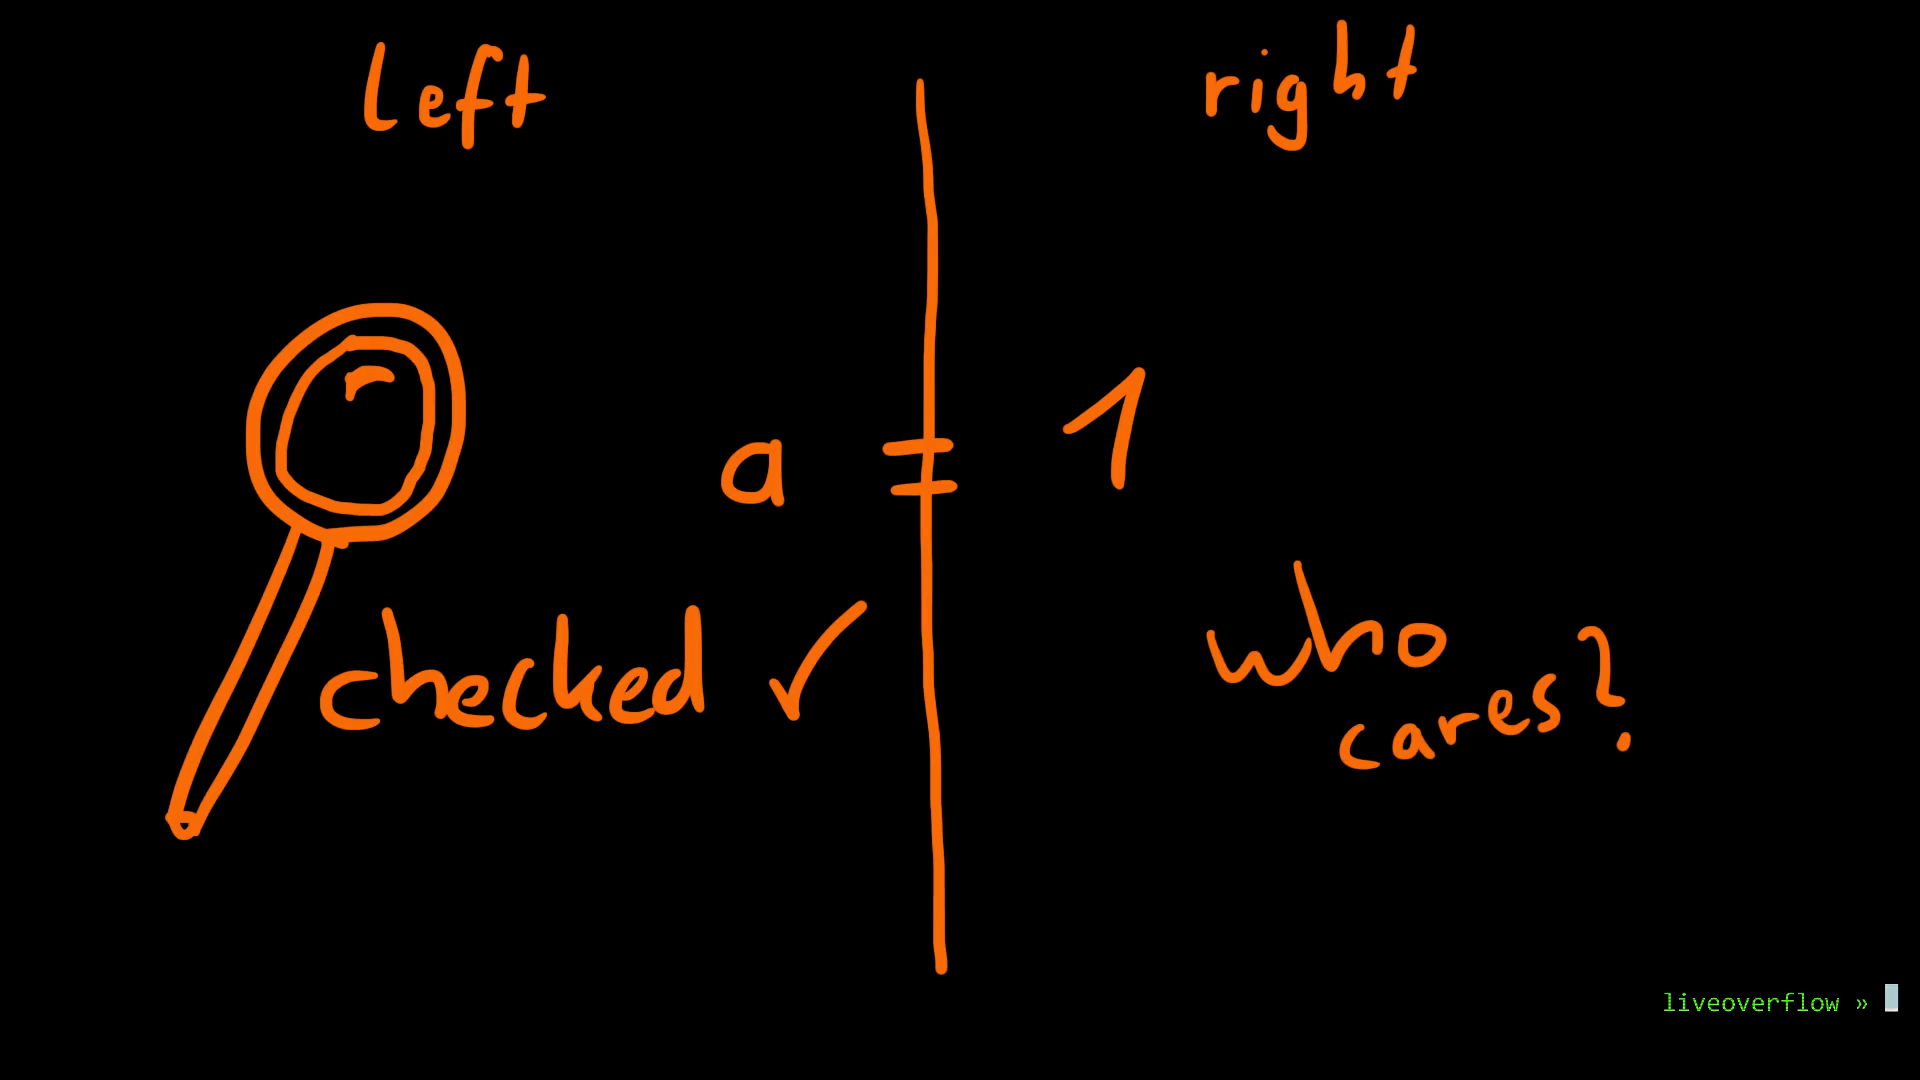 left
right
a = 1
checked ✓
who
cares?
liveoverflow »